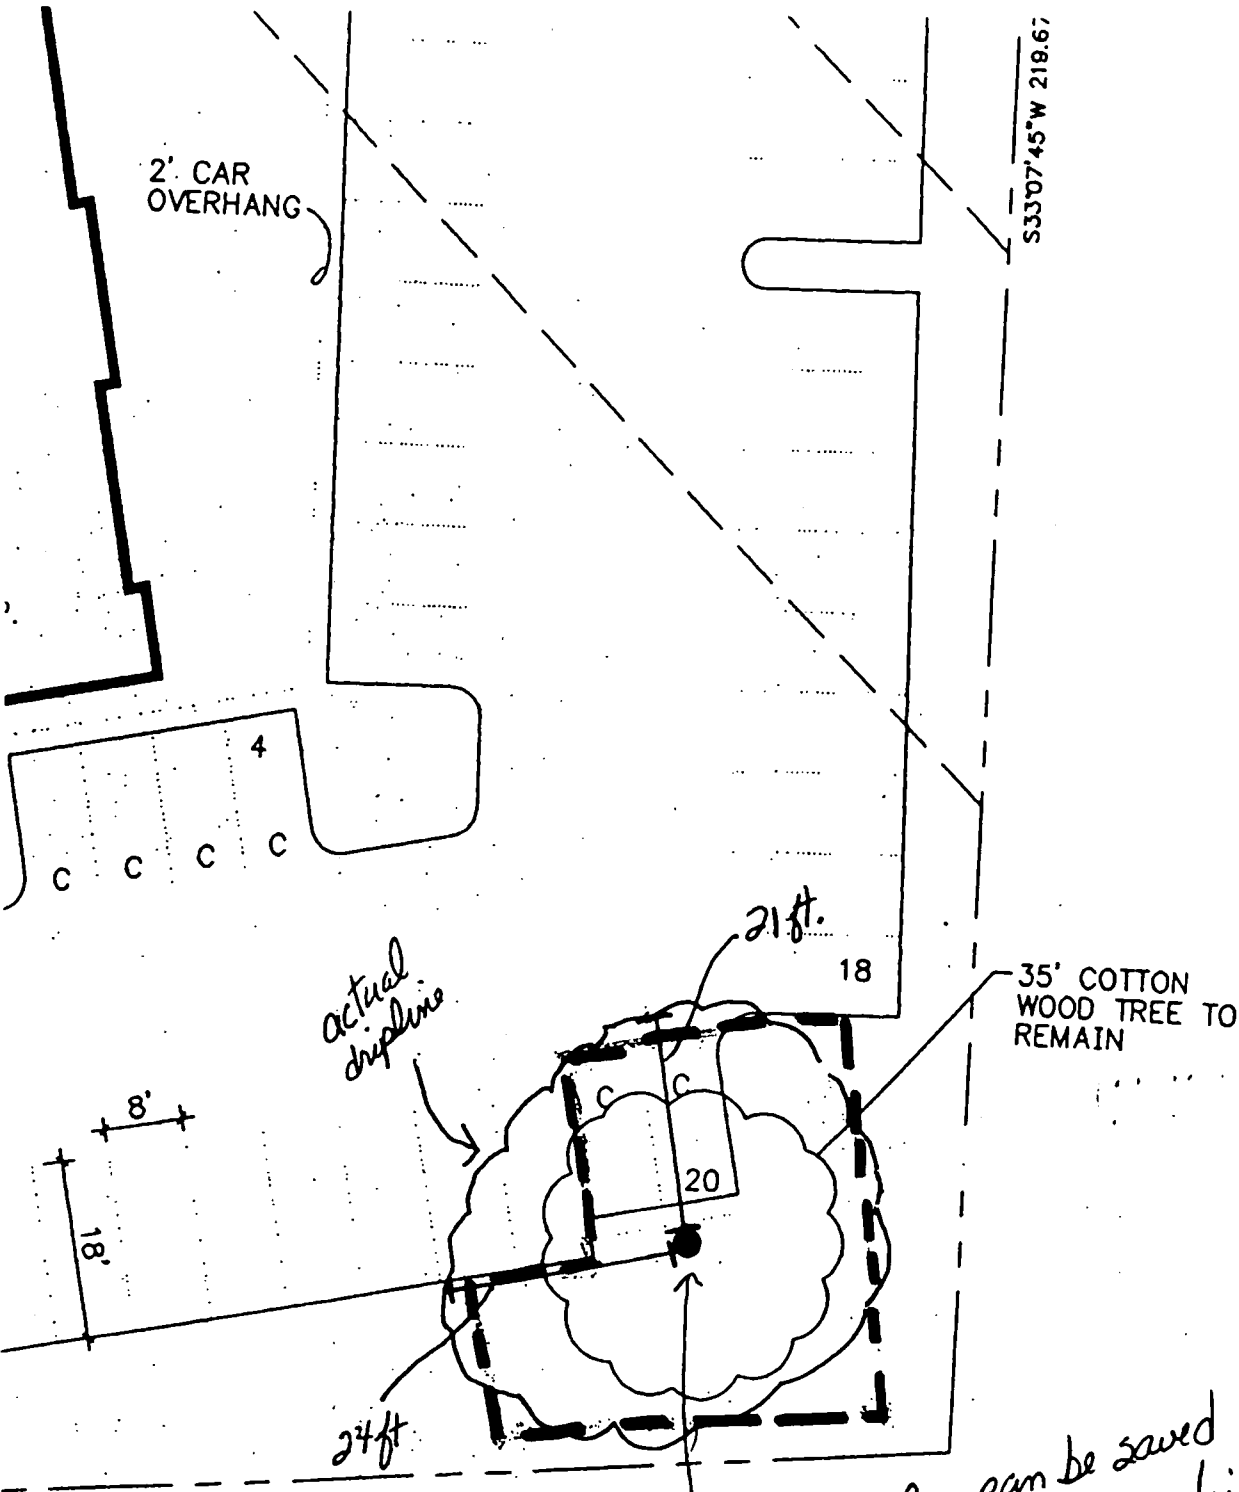 S33°07'45"W 219.67
2'. CAR
OVERHANG
4
C C C C
21 ft.
18
actual
dripline
35' COTTON
WOOD TREE TO
REMAIN
C C
8'
20
18'
24 ft
can be saved